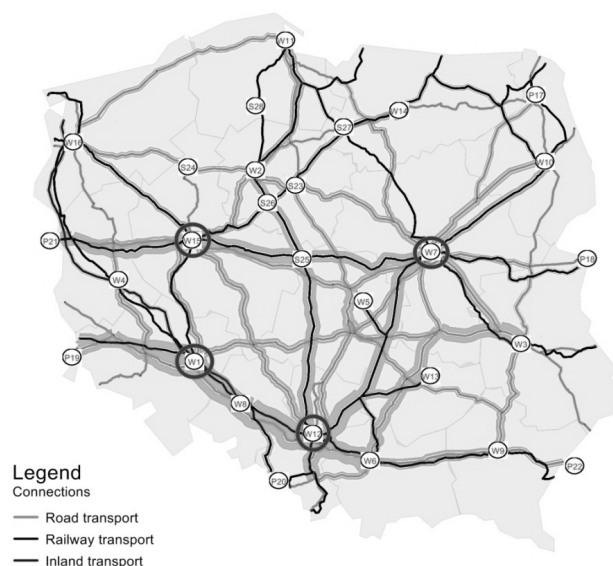 W11
P17
S28
W14
S27
W16
W10
S24
W2
S23
S26
P21
W15
W7
S25
P18
W4
W5
W3
P19
W1
W13
W8
W12
W6
W9
P22
P20
Legend
Connections
Road transport
Railway transport
Inland transport